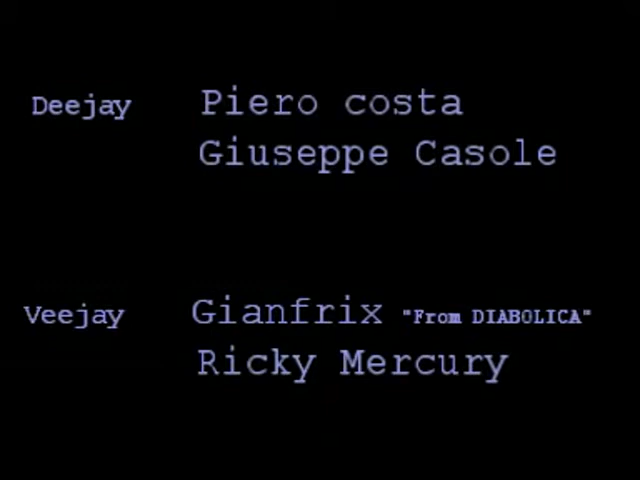 Deejay Piero costa
Giuseppe Casole
Veejay Gianfrix "From DIABOLICA"
Ricky Mercury